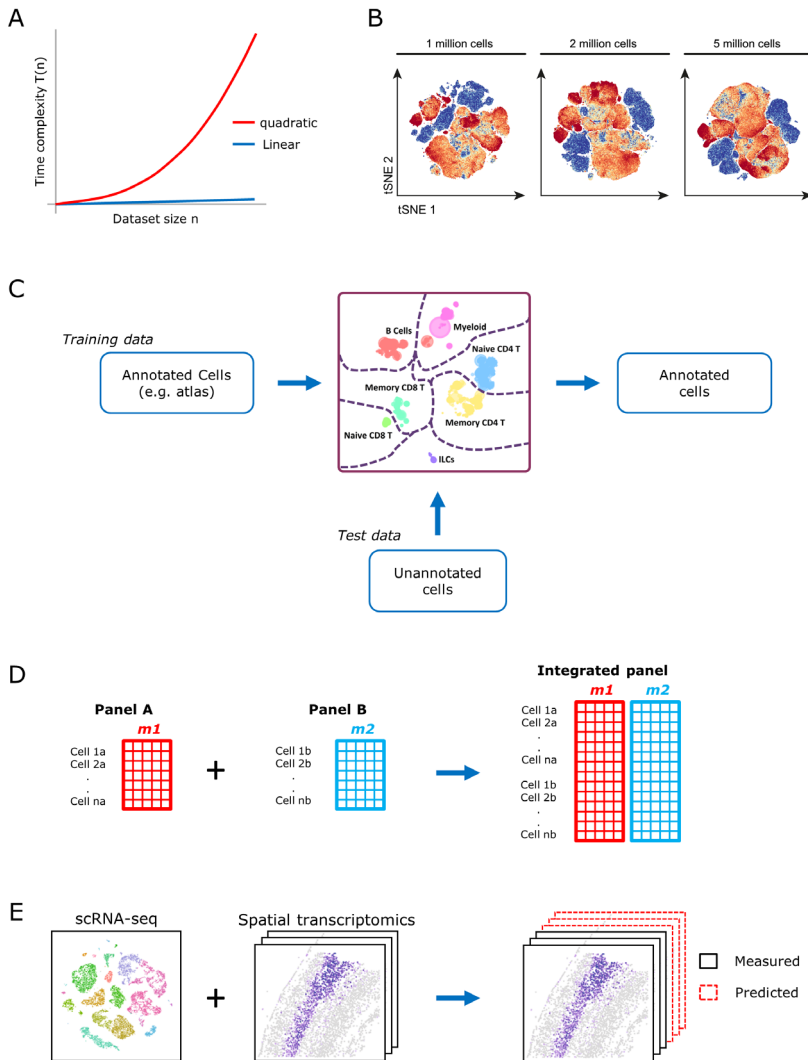 A
Time complexity T(n)
quadratic
Linear
Dataset size n
B
1 million cells
2 million cells
5 million cells
tSNE 2
tSNE 1
C
Training data
Annotated Cells
(e.g. atlas)
B Cells
Myeloid
Naive CD4 T
Memory CD8 T
Naive CD8 T
Memory CD4 T
ILCs
Annotated
cells
Test data
Unannotated
cells
D
Panel A
m1
Cell 1a
Cell 2a
.
.
Cell na
+
Panel B
m2
Cell 1b
Cell 2b
.
.
Cell nb
Integrated panel
m1
m2
Cell 1a
Cell 2a
.
.
Cell na
Cell 1b
Cell 2b
.
.
Cell nb
E
scRNA-seq
+
Spatial transcriptomics
Measured
Predicted